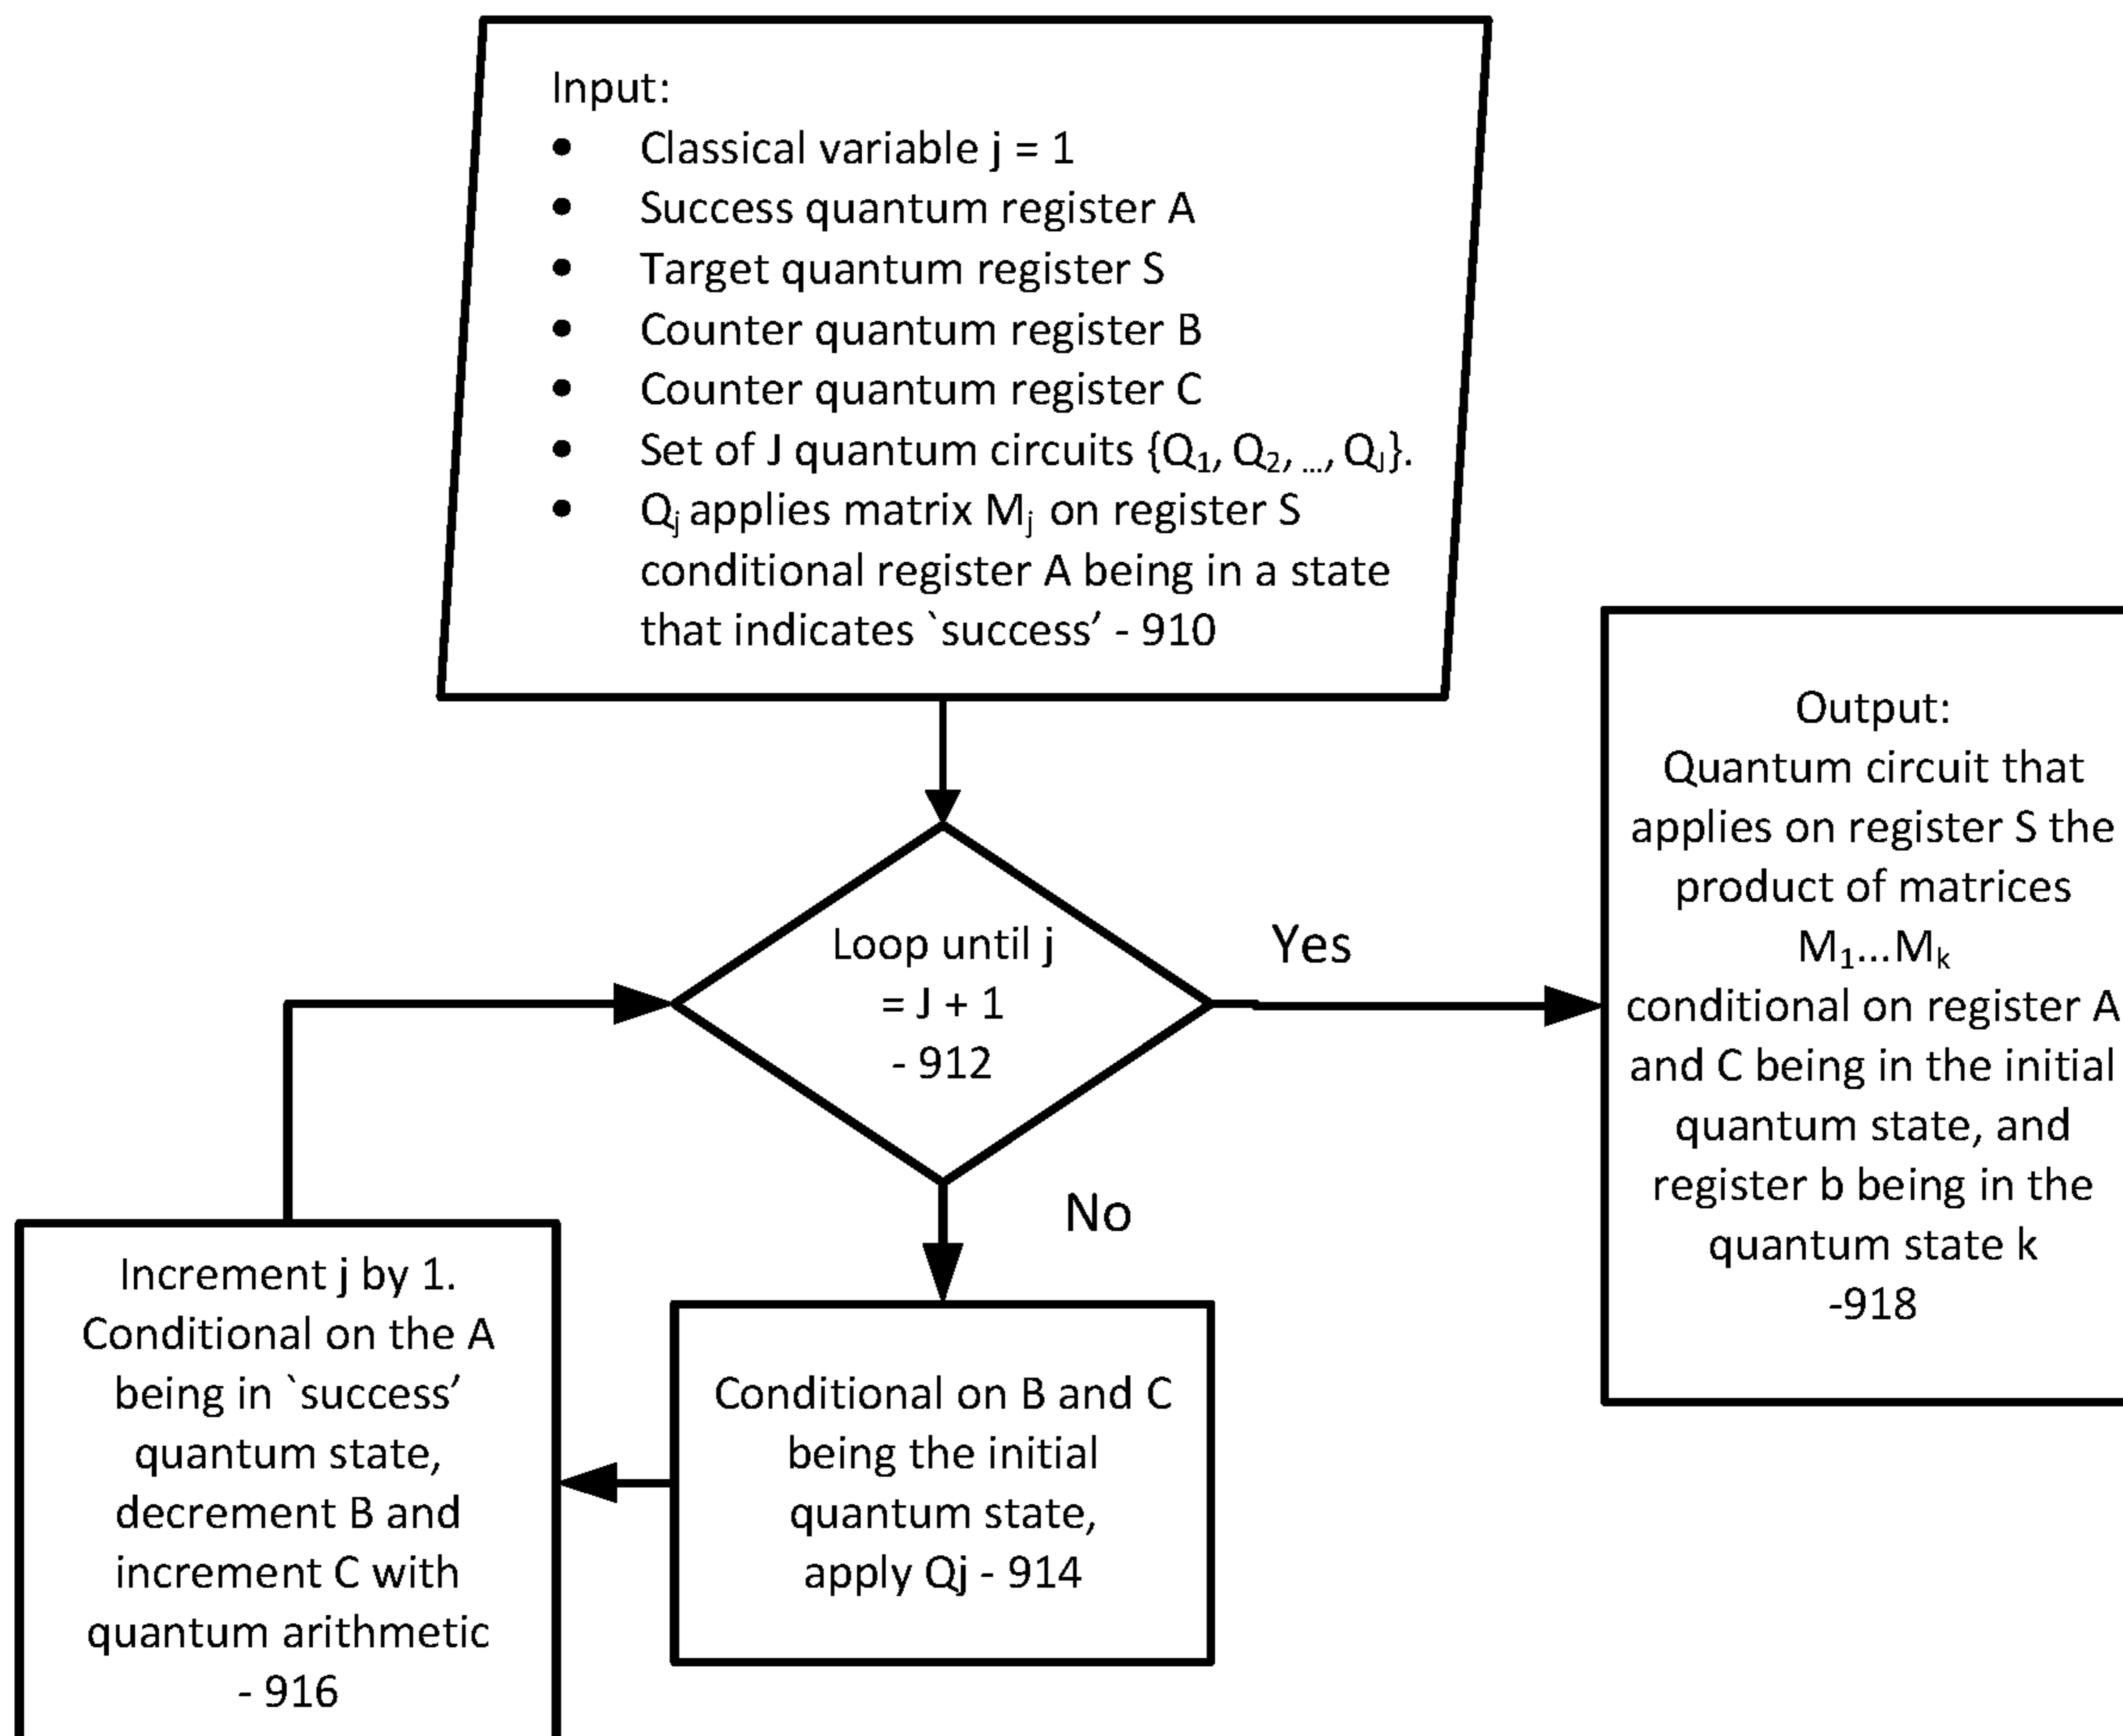 Input:
• Classical variable j = 1
• Success quantum register A
• Target quantum register S
• Counter quantum register B
• Counter quantum register C
• Set of J quantum circuits {Q₁, Q₂, ..., Q_J}.
• Q_j applies matrix M_j on register S
conditional register A being in a state
that indicates `success’ - 910
Loop until j
= J + 1
- 912
Yes
No
Conditional on B and C
being the initial
quantum state,
apply Qj - 914
Increment j by 1.
Conditional on the A
being in `success’
quantum state,
decrement B and
increment C with
quantum arithmetic
- 916
Output:
Quantum circuit that
applies on register S the
product of matrices
M₁...Mₖ
conditional on register A
and C being in the initial
quantum state, and
register b being in the
quantum state k
-918